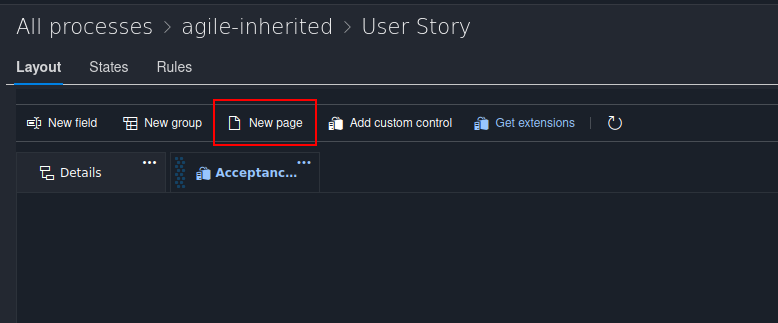 All processes > agile-inherited > User Story
Layout States Rules
New field New group New page Add custom control Get extensions
Details Acceptanc...